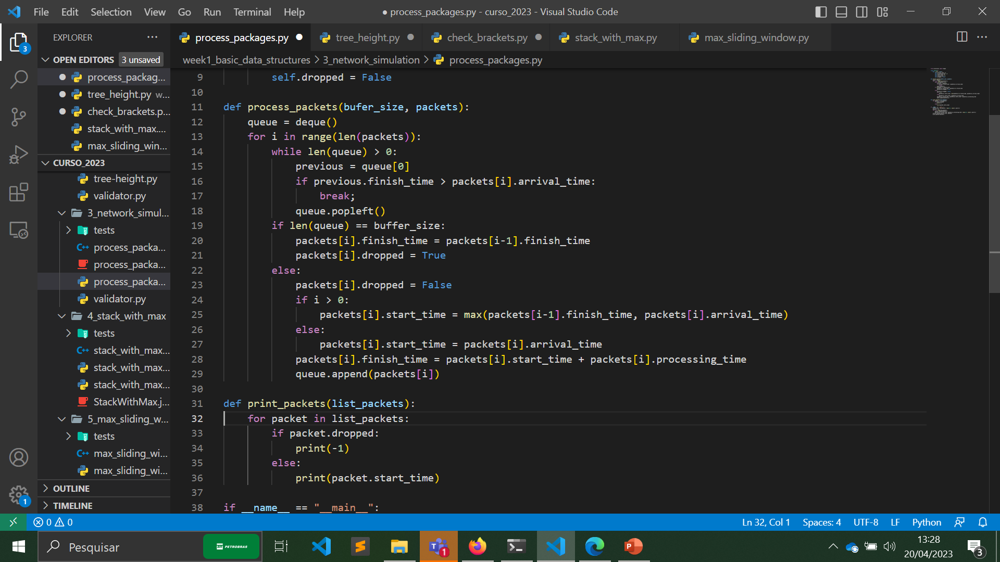 File Edit Selection View Go Run Terminal Help
● process_packages.py - curso_2023 - Visual Studio Code
EXPLORER
process_packages.py
tree_height.py
check_brackets.py
stack_with_max.py
max_sliding_window.py
week1_basic_data_structures > 3_network_simulation > process_packages.py
3
OPEN EDITORS 3 unsaved
process_packag...
tree_height.py w...
check_brackets.p...
stack_with_max....
max_sliding_win...
CURSO_2023
tree-height.py
validator.py
3_network_simul...
tests
process_packa...
process_packa...
process_packa...
validator.py
4_stack_with_max
tests
stack_with_max...
stack_with_max...
stack_with_max...
StackWithMax.j...
5_max_sliding_w...
tests
max_sliding_wi...
max_sliding_wi...
OUTLINE
TIMELINE
1
9 self.dropped = False
10
11 def process_packets(bufer_size, packets):
12 queue = deque()
13 for i in range(len(packets)):
14 while len(queue) > 0:
15 previous = queue[0]
16 if previous.finish_time > packets[i].arrival_time:
17 break;
18 queue.popleft()
19 if len(queue) == buffer_size:
20 packets[i].finish_time = packets[i-1].finish_time
21 packets[i].dropped = True
22 else:
23 packets[i].dropped = False
24 if i > 0:
25 packets[i].start_time = max(packets[i-1].finish_time, packets[i].arrival_time)
26 else:
27 packets[i].start_time = packets[i].arrival_time
28 packets[i].finish_time = packets[i].start_time + packets[i].processing_time
29 queue.append(packets[i])
30
31 def print_packets(list_packets):
32 for packet in list_packets:
33 if packet.dropped:
34 print(-1)
35 else:
36 print(packet.start_time)
37
38 if __name__ == "__main__":
0 0
Ln 32, Col 1 Spaces: 4 UTF-8 LF Python
Pesquisar
BR PETROBRAS
1
13:28
20/04/2023
3